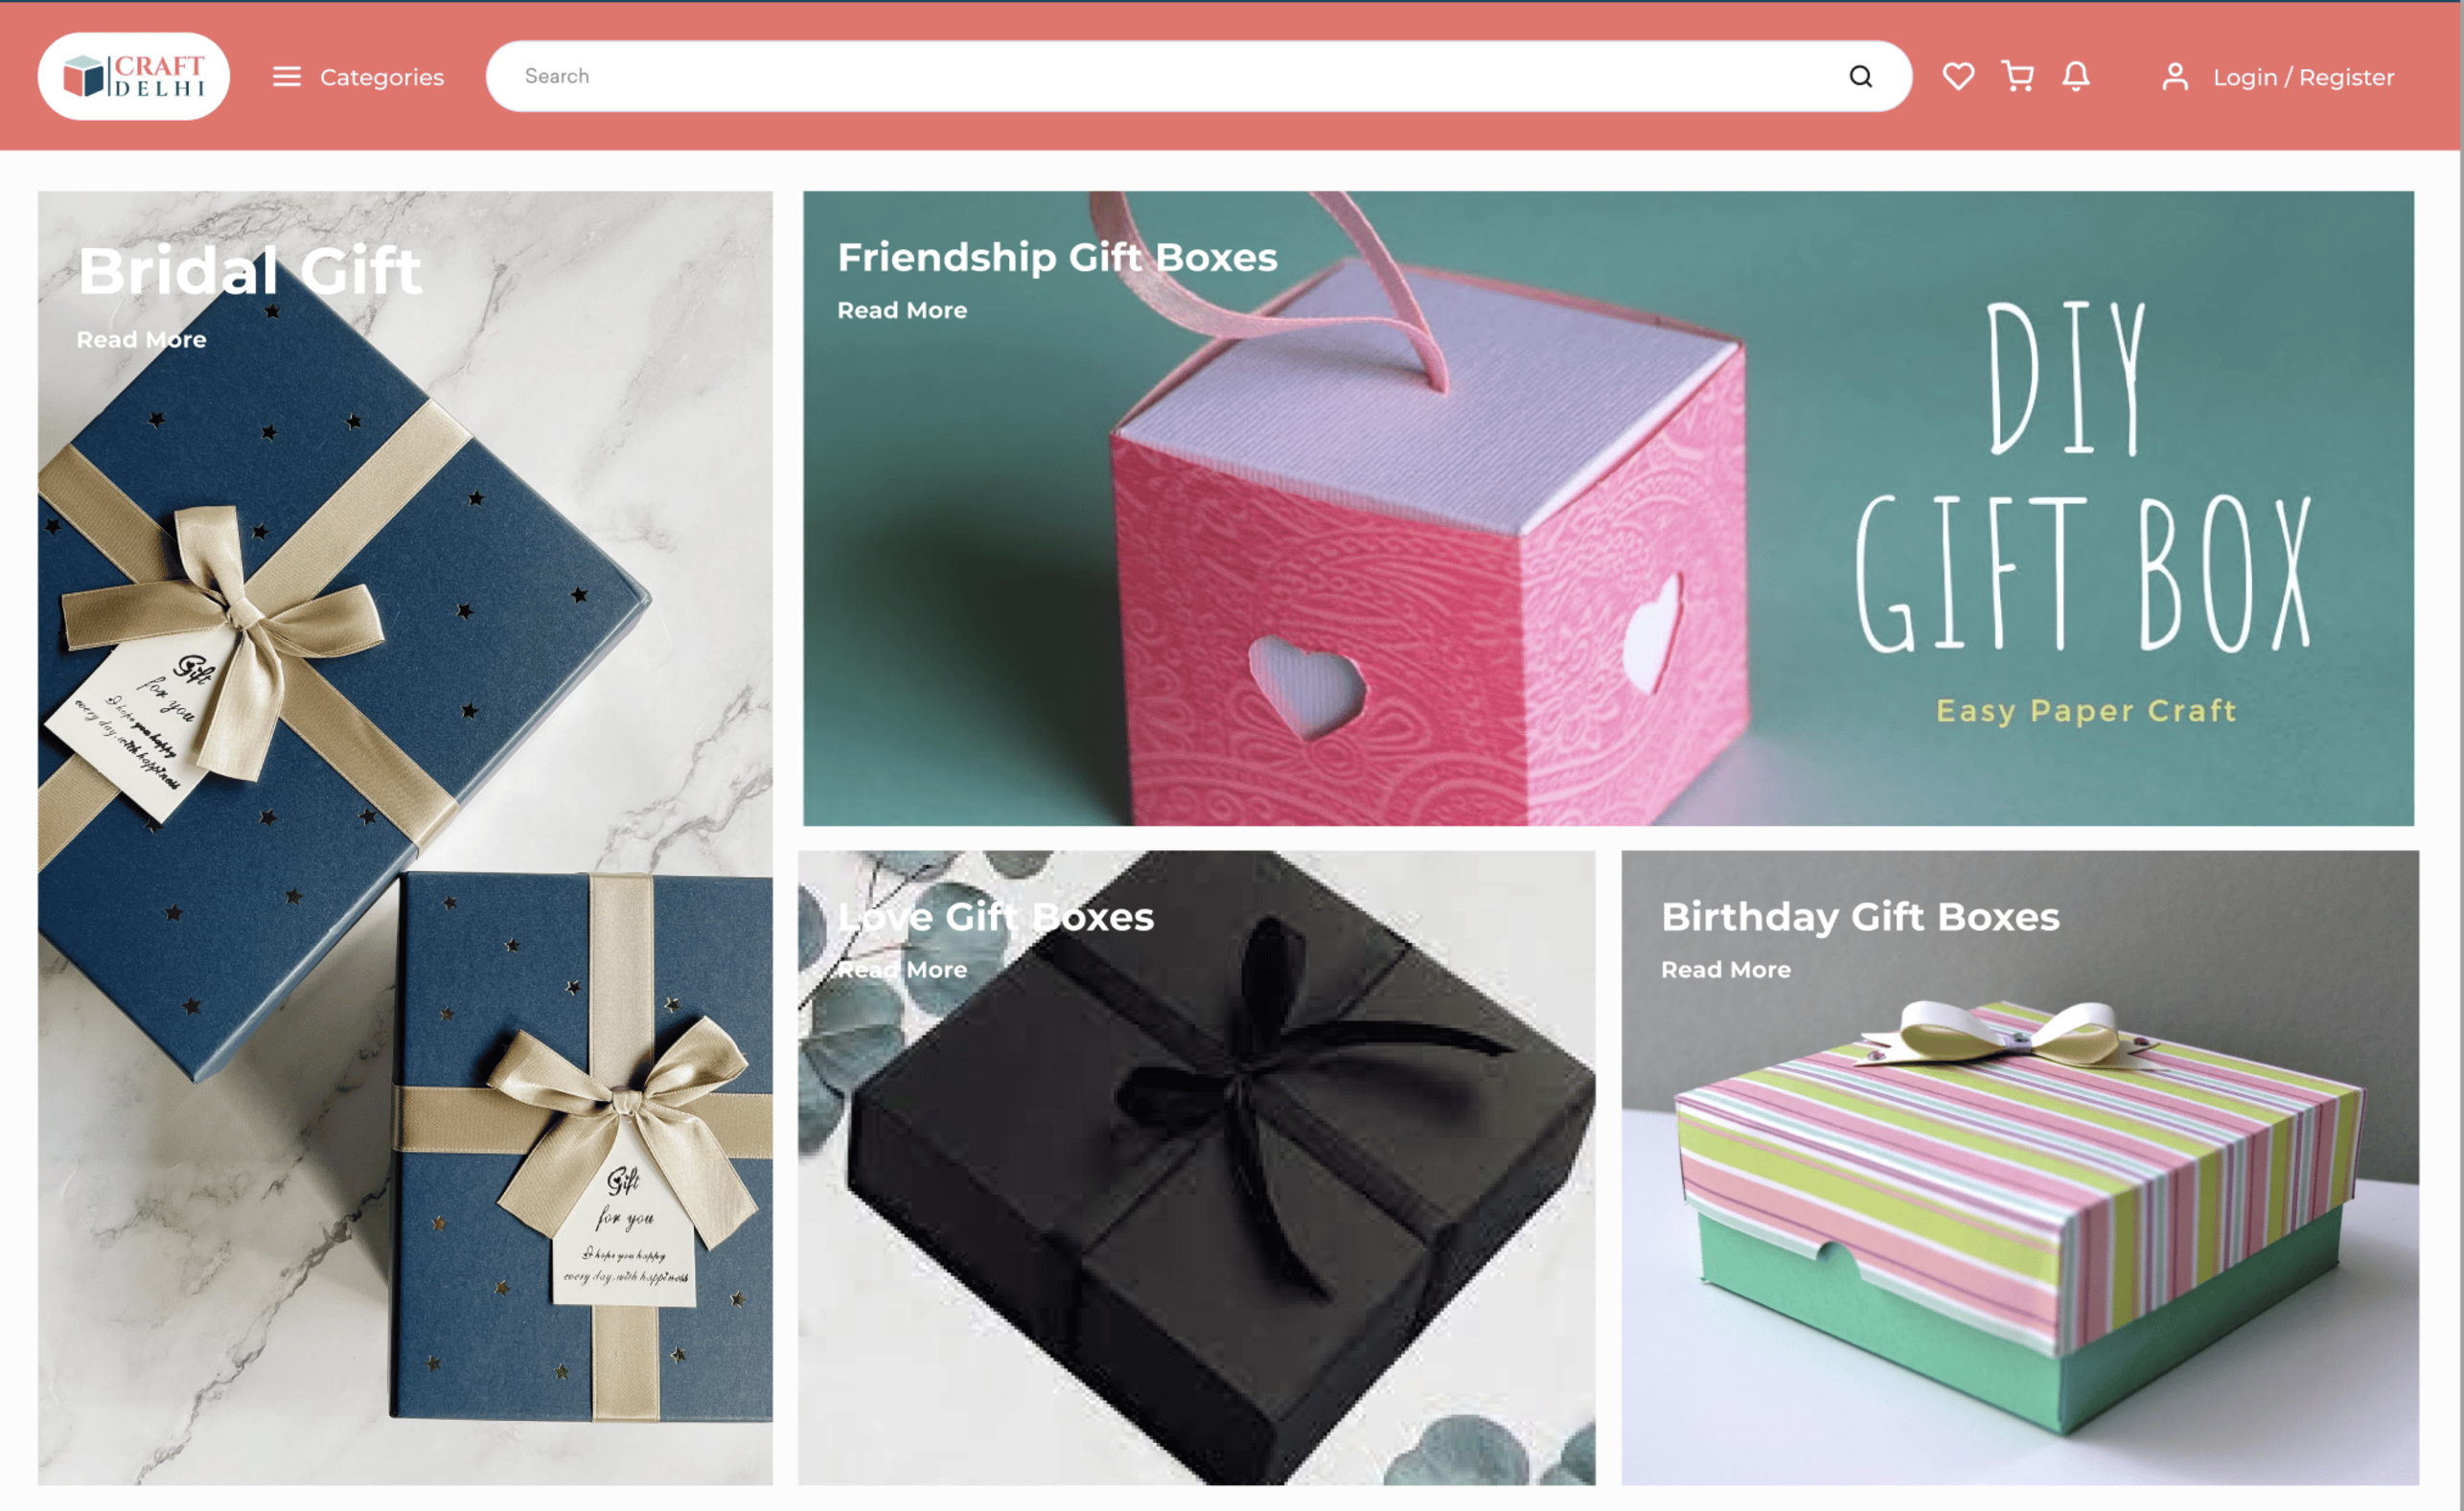 CRAFT
DELHI
Categories
Search
Login / Register
Bridal Gift
Read More
Gift
for you
I hope you happy
every day, with happiness
Gift
for you
I hope you happy
every day, with happiness
Friendship Gift Boxes
Read More
DIY
GIFT BOX
Easy Paper Craft
Love Gift Boxes
Read More
Birthday Gift Boxes
Read More